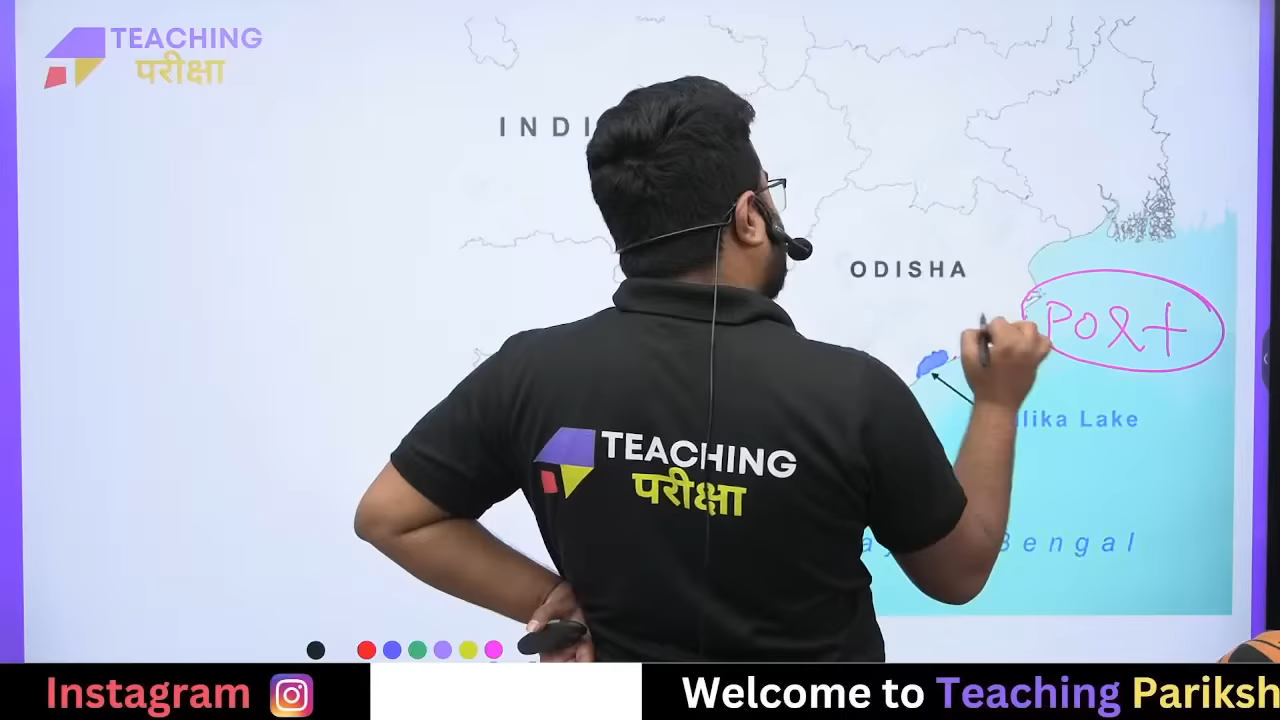 TEACHING
परीक्षा
INDI
ODISHA
Port
lika Lake
Bengal
TEACHING
परीक्षा
Instagram
Welcome to Teaching Pariksh